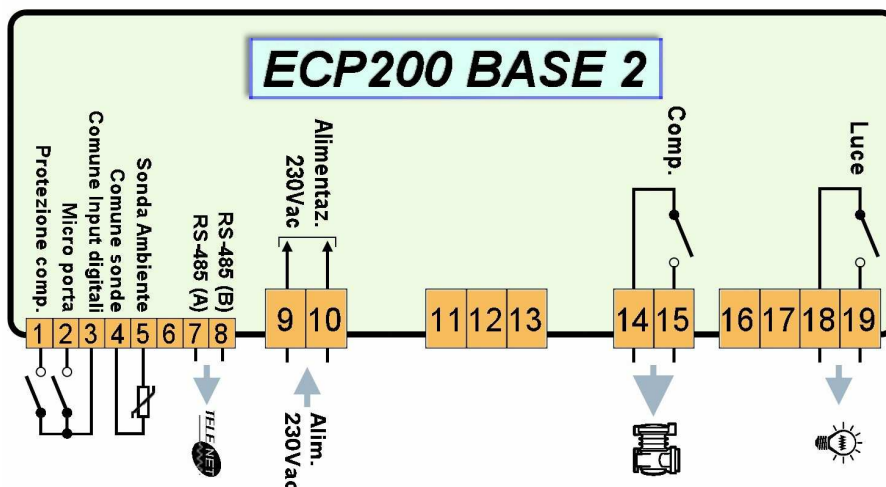 ECP200 BASE 2
Protezione comp.
Micro porta
Comune Input digitali
Comune sonde
Sonda Ambiente
RS-485 (A)
RS-485 (B)
Alimentaz.
230Vac
Comp.
Luce
1 2 3 4 5 6 7 8
9 10
11 12 13
14 15
16 17 18 19
TELE NET
Alim.
230Vac